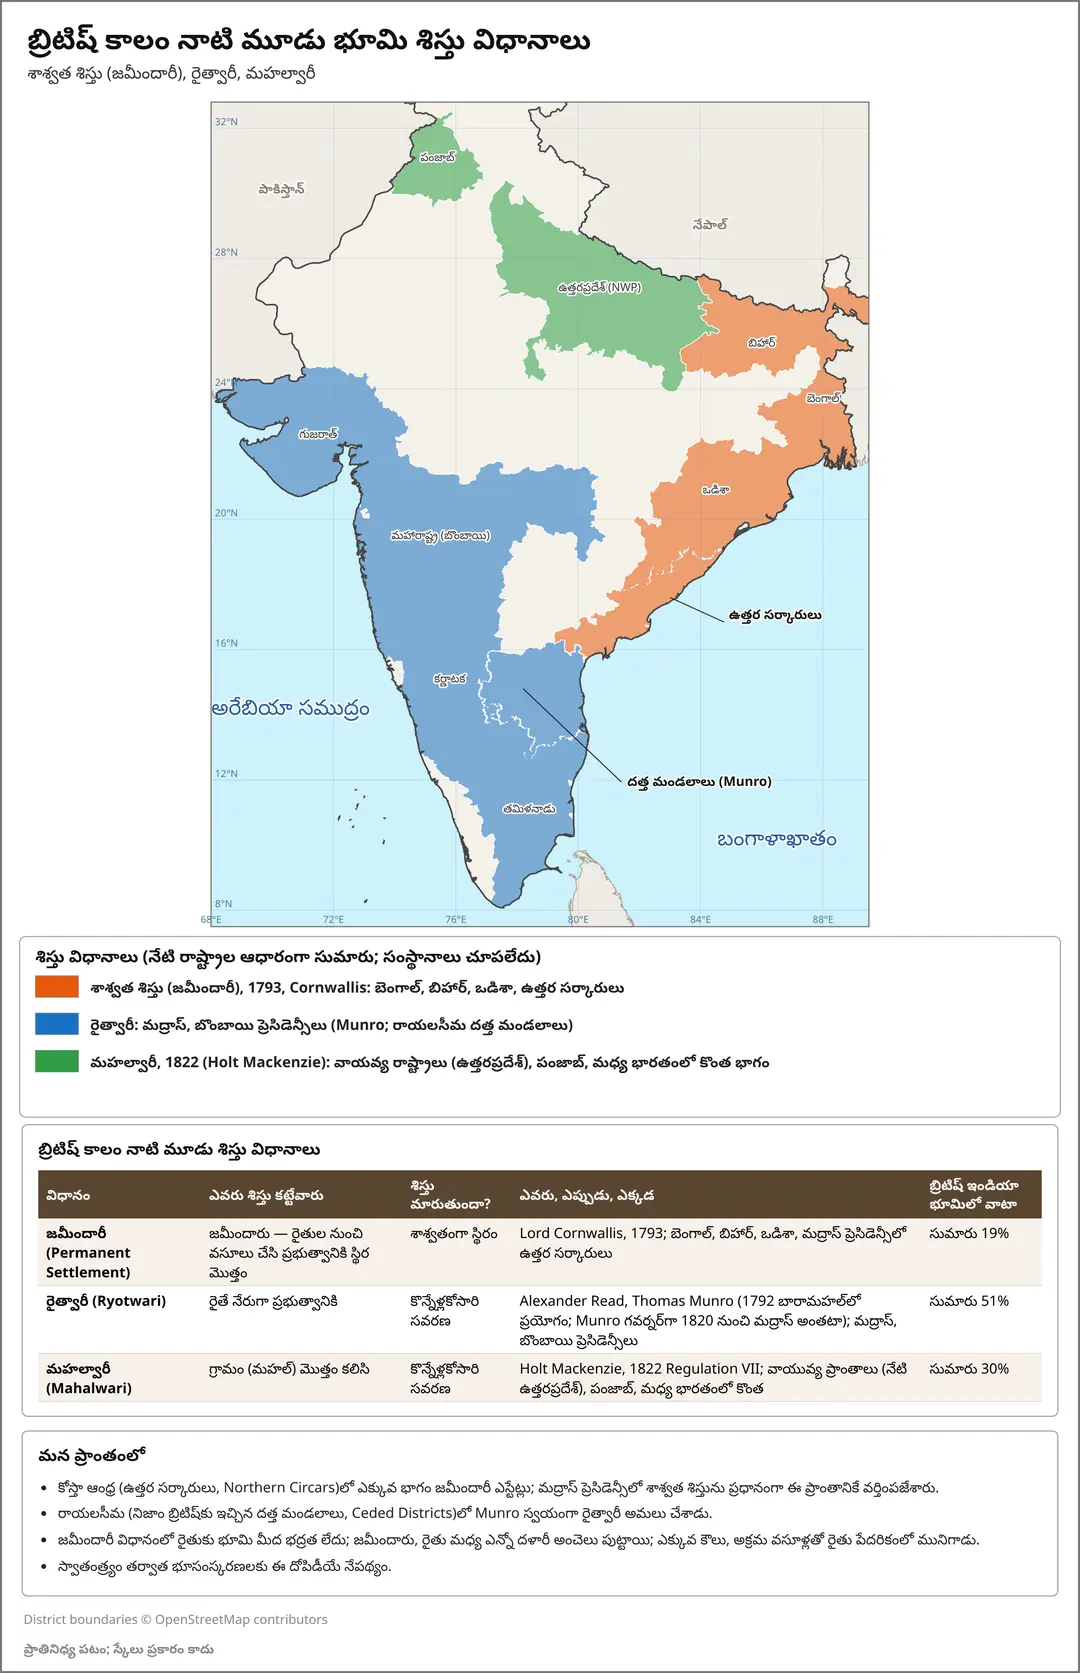 బ్రిటిష్ కాలం నాటి మూడు భూమి శిస్తు విధానాలు
శాశ్వత శిస్తు (జమీందారీ), రైత్వారీ, మహల్వారీ
32°N
పంజాబ్
పాకిస్తాన్
నేపాల్
28°N
ఉత్తరప్రదేశ్ (NWP)
బిహార్
24°N
బెంగాల్
గుజరాత్
ఒడిశా
20°N
మహారాష్ట్ర (బొంబాయి)
ఉత్తర సర్కారులు
16°N
కర్ణాటక
అరేబియా సముద్రం
12°N
దత్త మండలాలు (Munro)
తమిళనాడు
బంగాళాఖాతం
8°N
68°E 72°E 76°E 80°E 84°E 88°E
శిస్తు విధానాలు (నేటి రాష్ట్రాల ఆధారంగా సుమారు; సంస్థానాలు చూపలేదు)
శాశ్వత శిస్తు (జమీందారీ), 1793, Cornwallis: బెంగాల్, బిహార్, ఒడిశా, ఉత్తర సర్కారులు
రైత్వారీ: మద్రాస్, బొంబాయి ప్రెసిడెన్సీలు (Munro; రాయలసీమ దత్త మండలాలు)
మహల్వారీ, 1822 (Holt Mackenzie): వాయవ్య రాష్ట్రాలు (ఉత్తరప్రదేశ్), పంజాబ్, మధ్య భారతంలో కొంత భాగం
బ్రిటిష్ కాలం నాటి మూడు శిస్తు విధానాలు
విధానం ఎవరు శిస్తు కట్టేవారు శిస్తు మారుతుందా? ఎవరు, ఎప్పుడు, ఎక్కడ బ్రిటిష్ ఇండియా భూమిలో వాటా
జమీందారీ (Permanent Settlement) జమీందారు — రైతుల నుంచి వసూలు చేసి ప్రభుత్వానికి స్థిర మొత్తం శాశ్వతంగా స్థిరం Lord Cornwallis, 1793; బెంగాల్, బిహార్, ఒడిశా, మద్రాస్ ప్రెసిడెన్సీలో ఉత్తర సర్కారులు సుమారు 19%
రైత్వారీ (Ryotwari) రైతే నేరుగా ప్రభుత్వానికి కొన్నేళ్లకోసారి సవరణ Alexander Read, Thomas Munro (1792 బారామహల్‌లో ప్రయోగం; Munro గవర్నర్‌గా 1820 నుంచి మద్రాస్ అంతటా); మద్రాస్, బొంబాయి ప్రెసిడెన్సీలు సుమారు 51%
మహల్వారీ (Mahalwari) గ్రామం (మహల్) మొత్తం కలిసి కొన్నేళ్లకోసారి సవరణ Holt Mackenzie, 1822 Regulation VII; వాయువ్య ప్రాంతాలు (నేటి ఉత్తరప్రదేశ్), పంజాబ్, మధ్య భారతంలో కొంత సుమారు 30%
మన ప్రాంతంలో
• కోస్తా ఆంధ్ర (ఉత్తర సర్కారులు, Northern Circars)లో ఎక్కువ భాగం జమీందారీ ఎస్టేట్లు; మద్రాస్ ప్రెసిడెన్సీలో శాశ్వత శిస్తును ప్రధానంగా ఈ ప్రాంతానికే వర్తింపజేశారు.
• రాయలసీమ (నిజాం బ్రిటిష్‌కు ఇచ్చిన దత్త మండలాలు, Ceded Districts)లో Munro స్వయంగా రైత్వారీ అమలు చేశాడు.
• జమీందారీ విధానంలో రైతుకు భూమి మీద భద్రత లేదు; జమీందారు, రైతు మధ్య ఎన్నో దళారీ అంచెలు పుట్టాయి; ఎక్కువ కౌలు, అక్రమ వసూళ్లతో రైతు పేదరికంలో మునిగాడు.
• స్వాతంత్ర్యం తర్వాత భూసంస్కరణలకు ఈ దోపిడీయే నేపథ్యం.
District boundaries © OpenStreetMap contributors
ప్రాతినిధ్య పటం; స్కేలు ప్రకారం కాదు